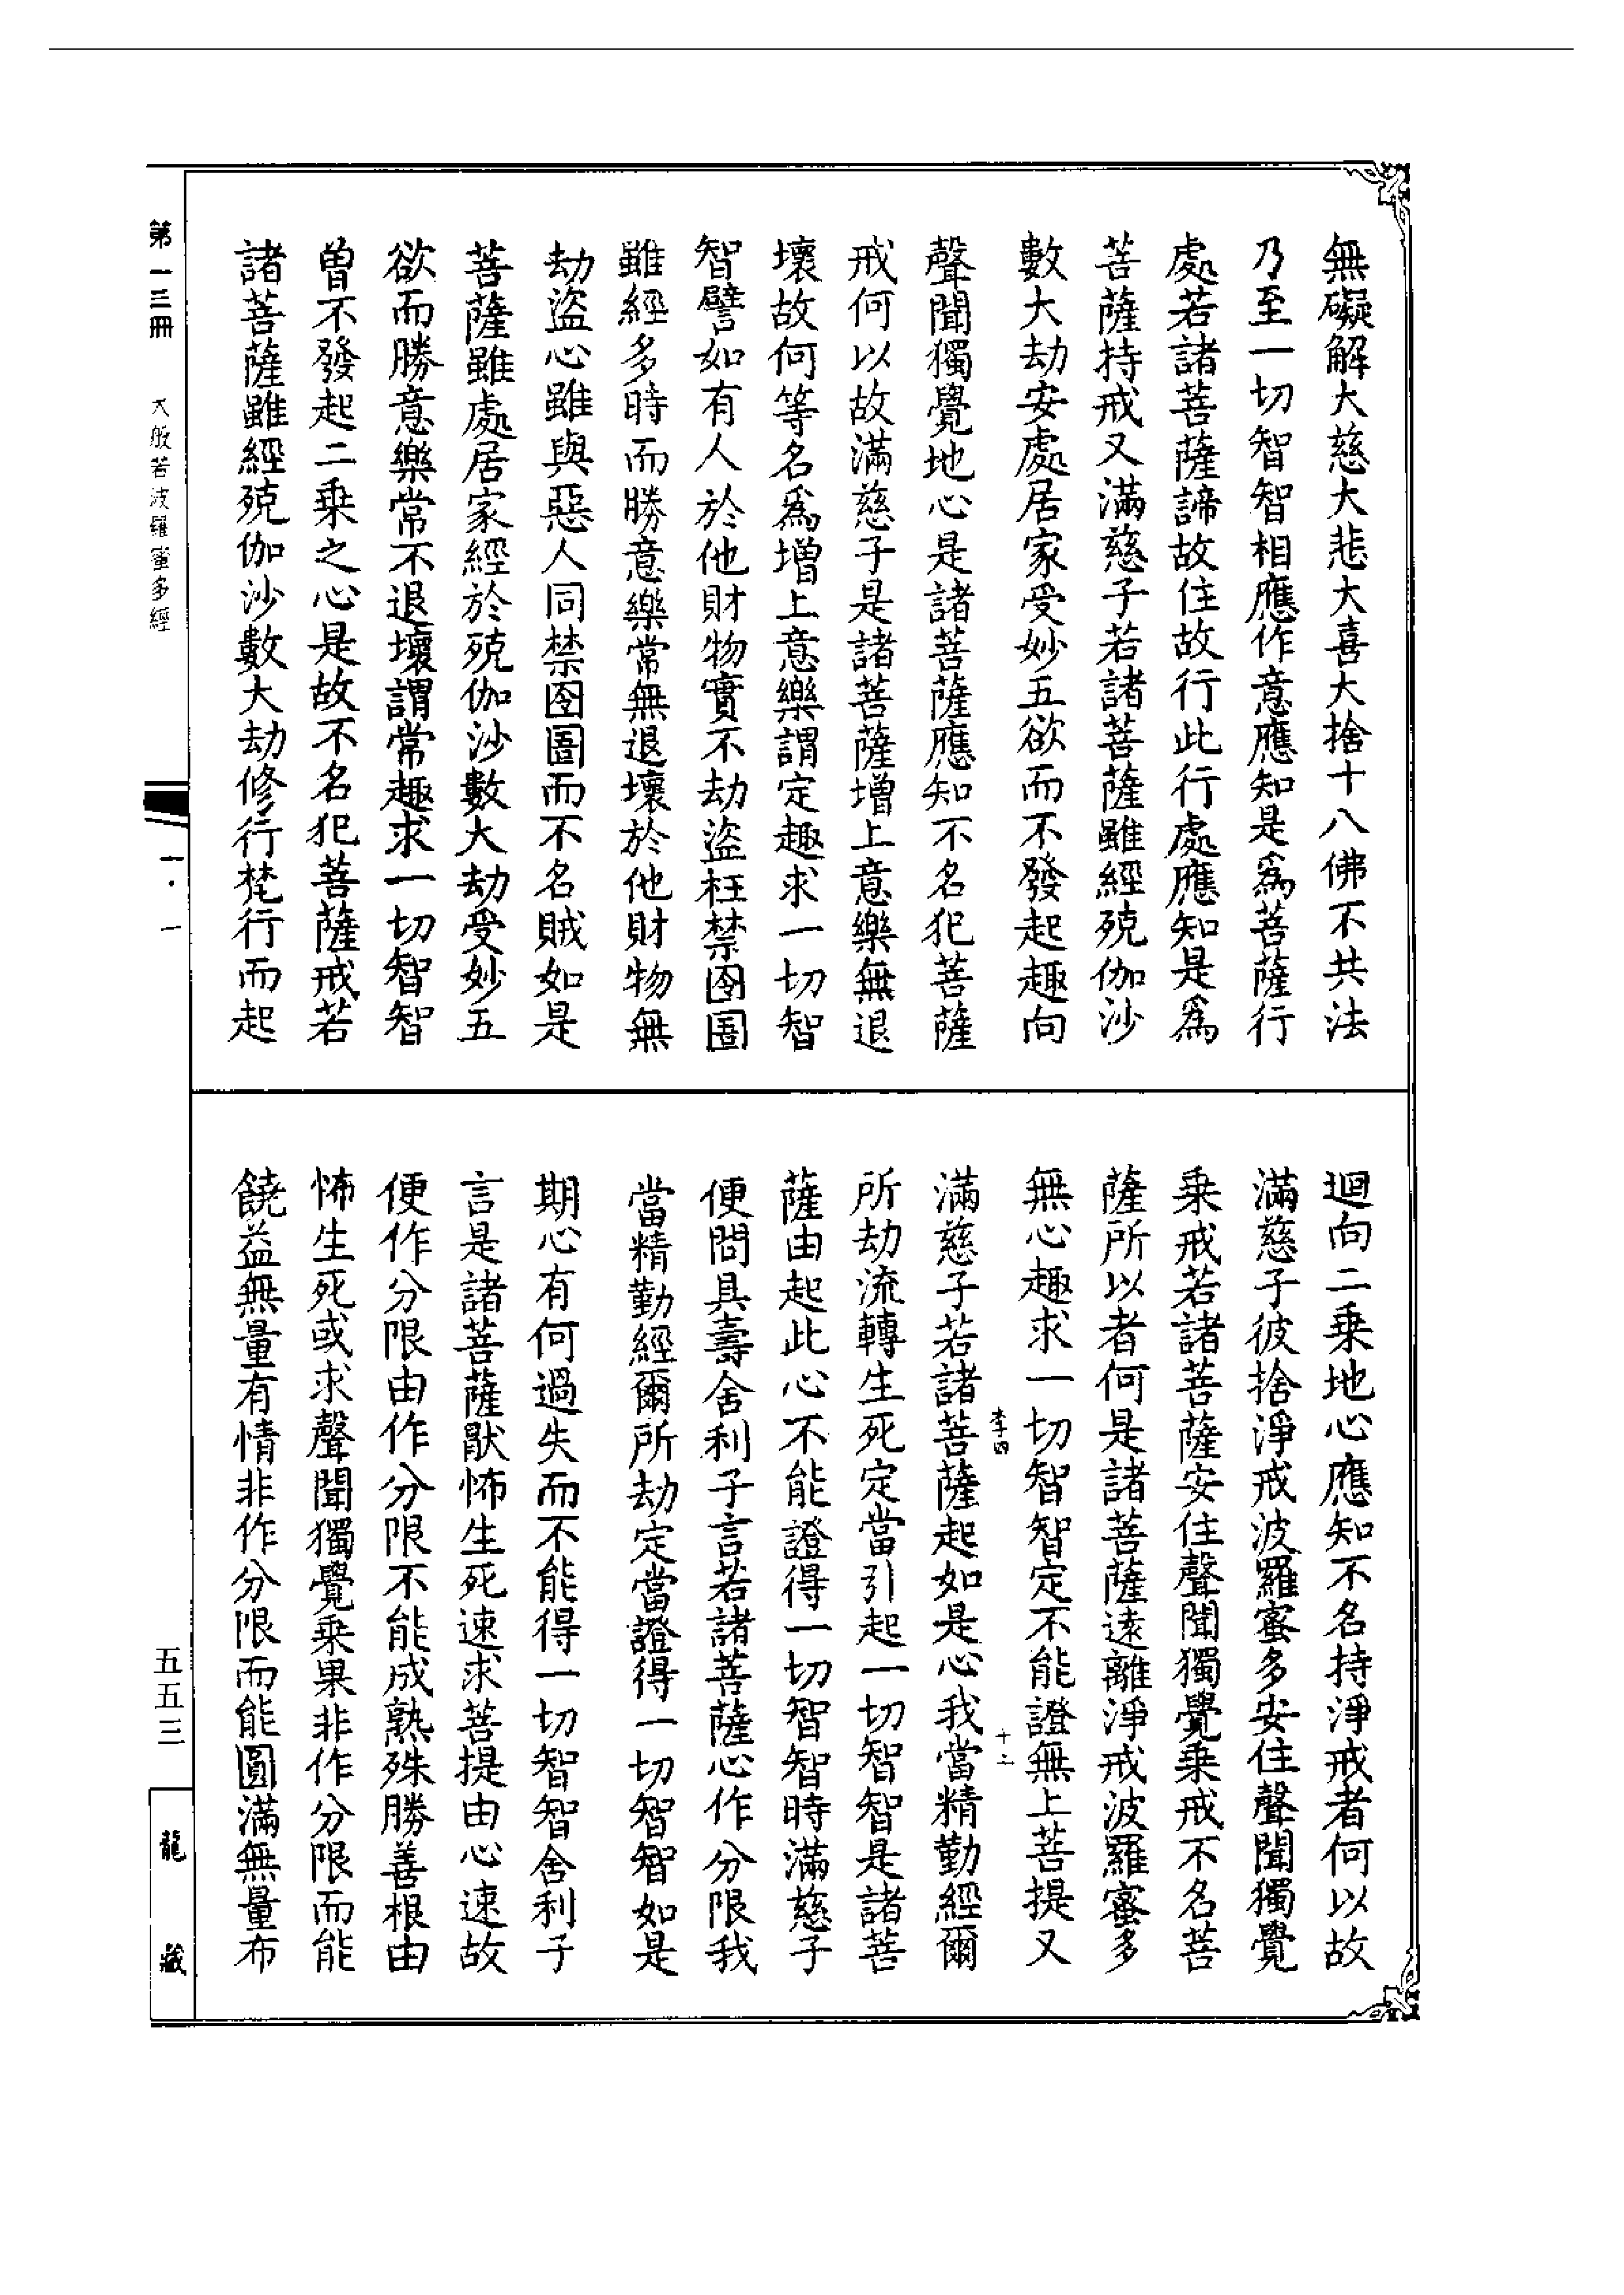 無礙解大慈大悲大喜大捨十八佛不共法
乃至一切智智相應作意應知是爲菩薩行
處若諸菩薩諦故住故行此行處應知是爲
菩薩持戒又滿慈子若諸菩薩雖經殑伽沙
數大劫安處居家受妙五欲而不發起趣向
聲聞獨覺地心是諸菩薩應知不名犯菩薩
戒何以故滿慈子是諸菩薩增上意樂無退
壞故何等名爲增上意樂謂定趣求一切智
智譬如有人於他財物實不劫盜枉禁囹圄
雖經多時而勝意樂常無退壞於他財物無
劫盜心雖與惡人同禁囹圄而不名賊如是
菩薩雖處居家經於殑伽沙數大劫受妙五
欲而勝意樂常不退壞謂常趣求一切智智
曾不發起二乘之心是故不名犯菩薩戒若
諸菩薩雖經殑伽沙數大劫修行梵行而起
迴向二乘地心應知不名持淨戒者何以故
滿慈子彼捨淨戒波羅蜜多安住聲聞獨覺
乘戒若諸菩薩安住聲聞獨覺乘戒不名菩
薩所以者何是諸菩薩遠離淨戒波羅蜜多
無心趣求一切智智定不能證無上菩提又
李四
十二
滿慈子若諸菩薩起如是心我當精勤經爾
所劫流轉生死定當引起一切智智是諸菩
薩由起此心不能證得一切智智時滿慈子
便問具壽舍利子言若諸菩薩心作分限我
當精勤經爾所劫定當證得一切智智如是
期心有何過失而不能得一切智智舍利子
言是諸菩薩猒怖生死速求菩提由心速故
便作分限由作分限不能成熟殊勝善根由
怖生死或求聲聞獨覺乘果非作分限而能
饒益無量有情非作分限而能圓滿無量布
第一三冊
大般若波羅蜜多經
五五三
龍藏